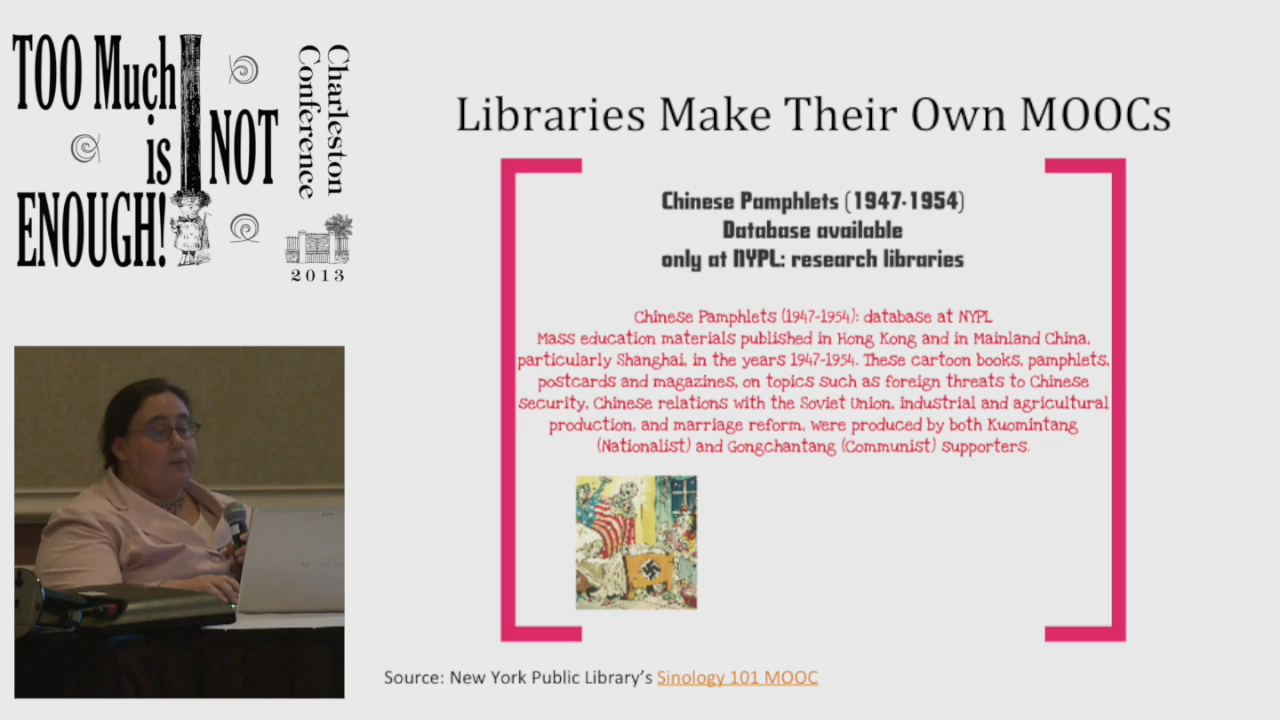 TOO Much
is NOT
ENOUGH!
Charleston
Conference
2013
Libraries Make Their Own MOOCs
Chinese Pamphlets (1947-1954)
Database available
only at NYPL: research libraries
Chinese Pamphlets (1947-1954): database at NYPL
Mass education materials published in Hong Kong and in Mainland China,
particularly Shanghai, in the years 1947-1954. These cartoon books, pamphlets,
postcards and magazines, on topics such as foreign threats to Chinese
security, Chinese relations with the Soviet Union, industrial and agricultural
production, and marriage reform, were produced by both Kuomintang
(Nationalist) and Gongchantang (Communist) supporters.
Source: New York Public Library’s Sinology 101 MOOC